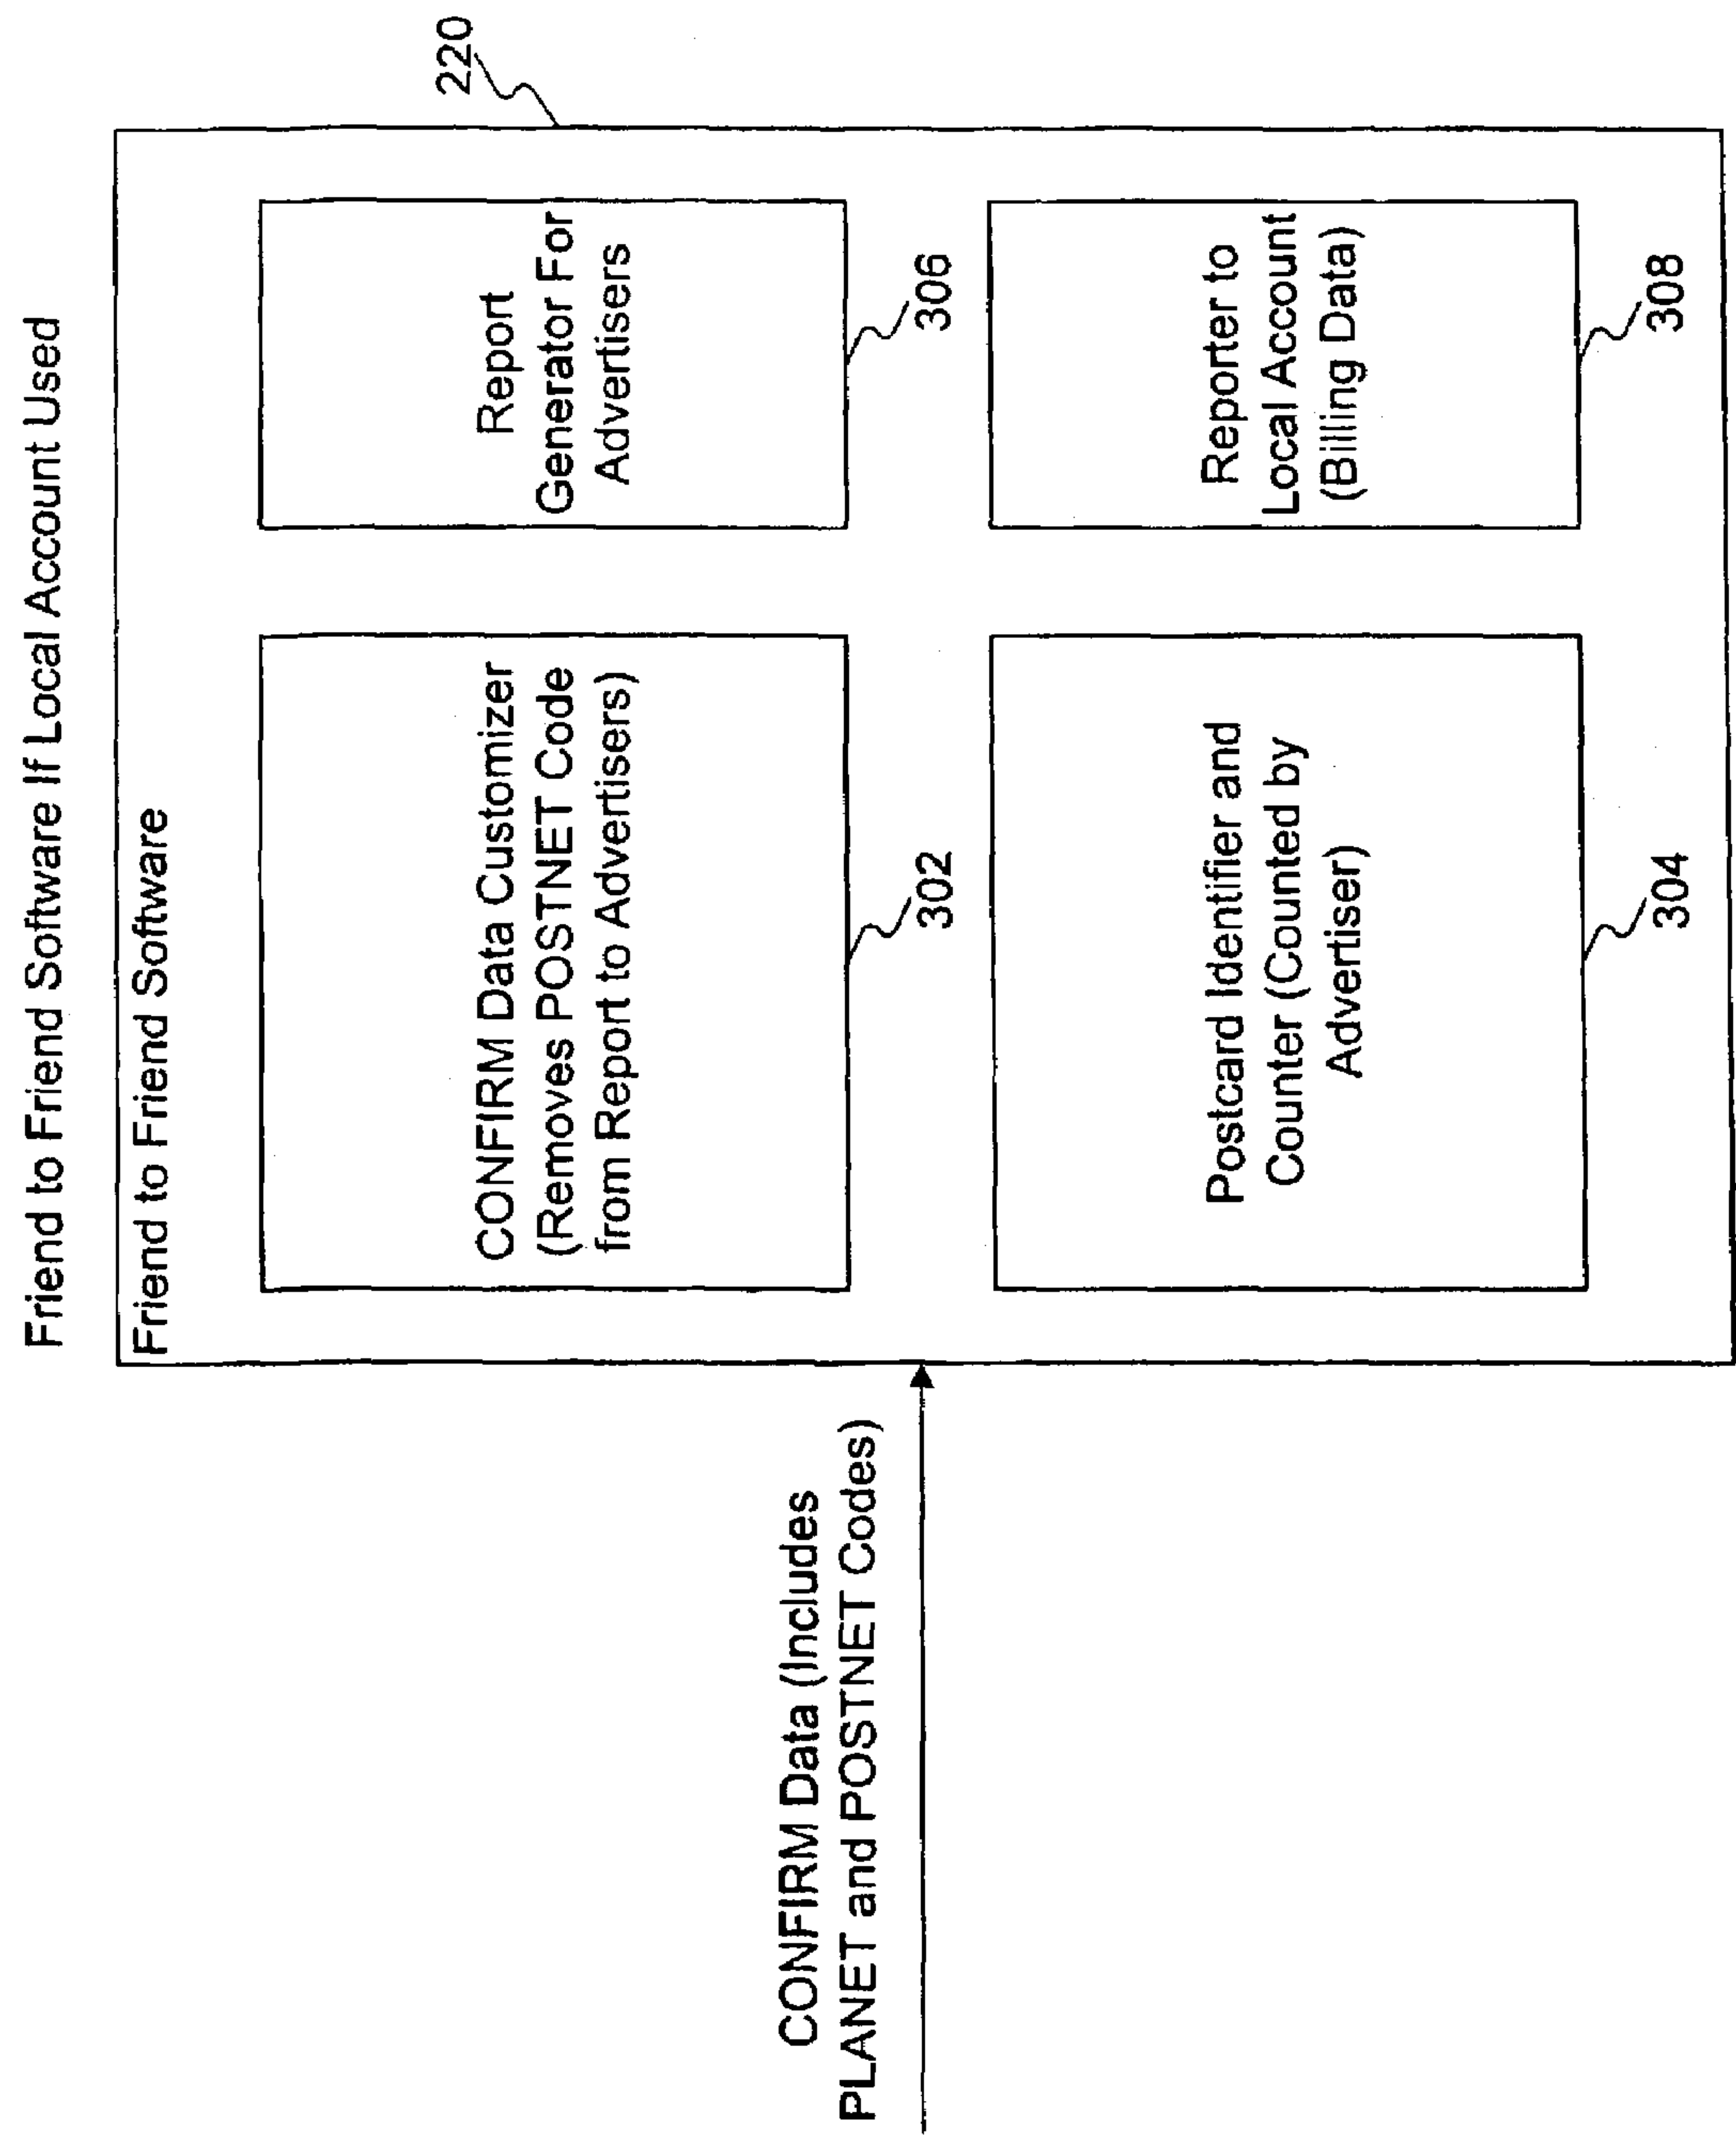 Friend to Friend Software If Local Account Used
Friend to Friend Software
220
CONFIRM Data (Includes
PLANET and POSTNET Codes)
CONFIRM Data Customizer
(Removes POSTNET Code
from Report to Advertisers)
302
Report
Generator For
Advertisers
306
Postcard Identifier and
Counter (Counted by
Advertiser)
304
Reporter to
Local Account
(Billing Data)
308